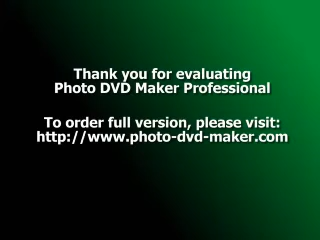 Thank you for evaluating
Photo DVD Maker Professional
To order full version, please visit:
http://www.photo-dvd-maker.com